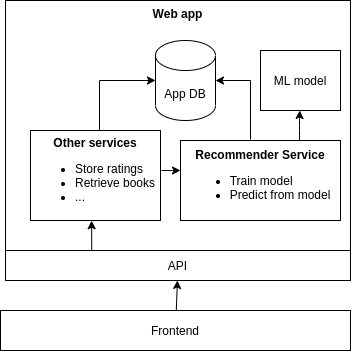 Web app
App DB
ML model
Other services
• Store ratings
• Retrieve books
• ...
Recommender Service
• Train model
• Predict from model
API
Frontend